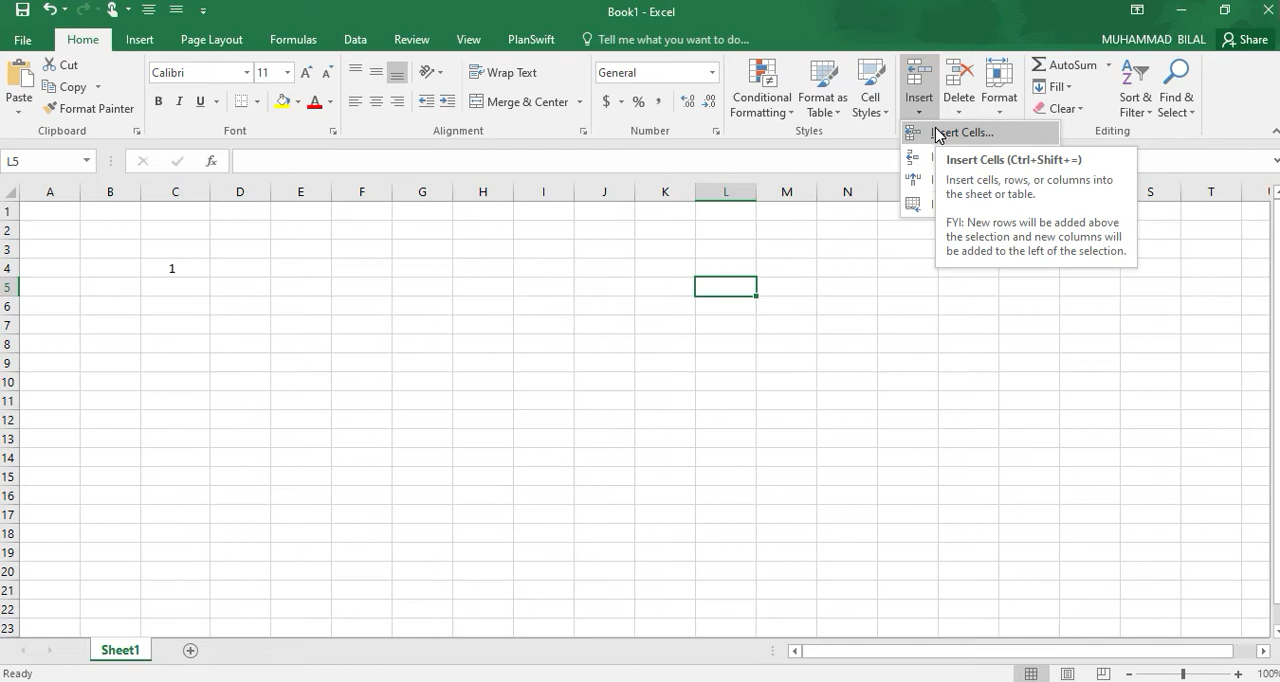 Book1 - Excel
File Home Insert Page Layout Formulas Data Review View PlanSwift Tell me what you want to do... MUHAMMAD BILAL Share
Paste
Cut
Copy
Format Painter
Clipboard
Calibri 11 A A
B I U A
Font
Wrap Text
Merge & Center
Alignment
General
$ % ,
Number
Conditional Formatting
Format as Table
Cell Styles
Styles
Insert
Delete
Format
AutoSum
Fill
Clear
Sort & Filter
Find & Select
Editing
Insert Cells (Ctrl+Shift+=)
Insert cells, rows, or columns into
the sheet or table.
FYI: New rows will be added above
the selection and new columns will
be added to the left of the selection.
L5 fx
A B C D E F G H I J K L M N S T
1
2
3
4 1
5
6
7
8
9
10
11
12
13
14
15
16
17
18
19
20
21
22
23
Sheet1
Ready 100%